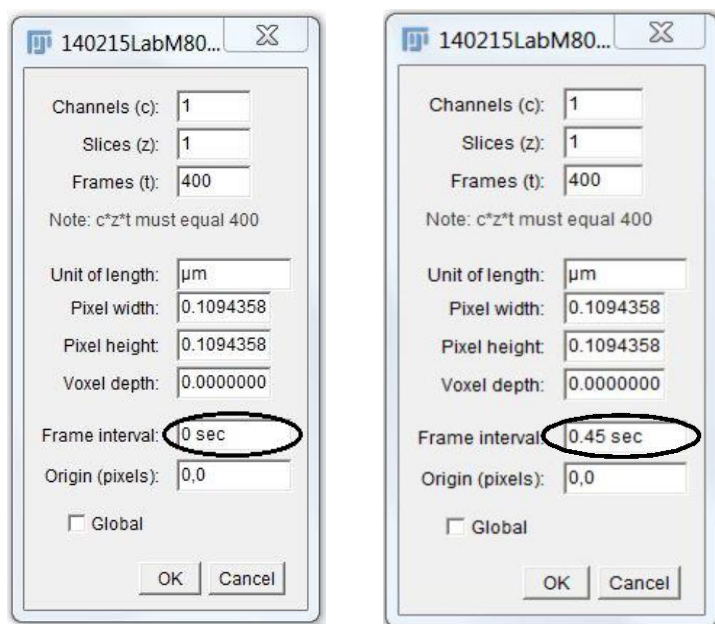 140215LabM80...
Channels (c): 1
Slices (z): 1
Frames (t): 400
Note: c*z*t must equal 400
Unit of length: µm
Pixel width: 0.1094358
Pixel height: 0.1094358
Voxel depth: 0.0000000
Frame interval: 0 sec
Origin (pixels): 0,0
Global
OK Cancel
140215LabM80...
Channels (c): 1
Slices (z): 1
Frames (t): 400
Note: c*z*t must equal 400
Unit of length: µm
Pixel width: 0.1094358
Pixel height: 0.1094358
Voxel depth: 0.0000000
Frame interval: 0.45 sec
Origin (pixels): 0,0
Global
OK Cancel